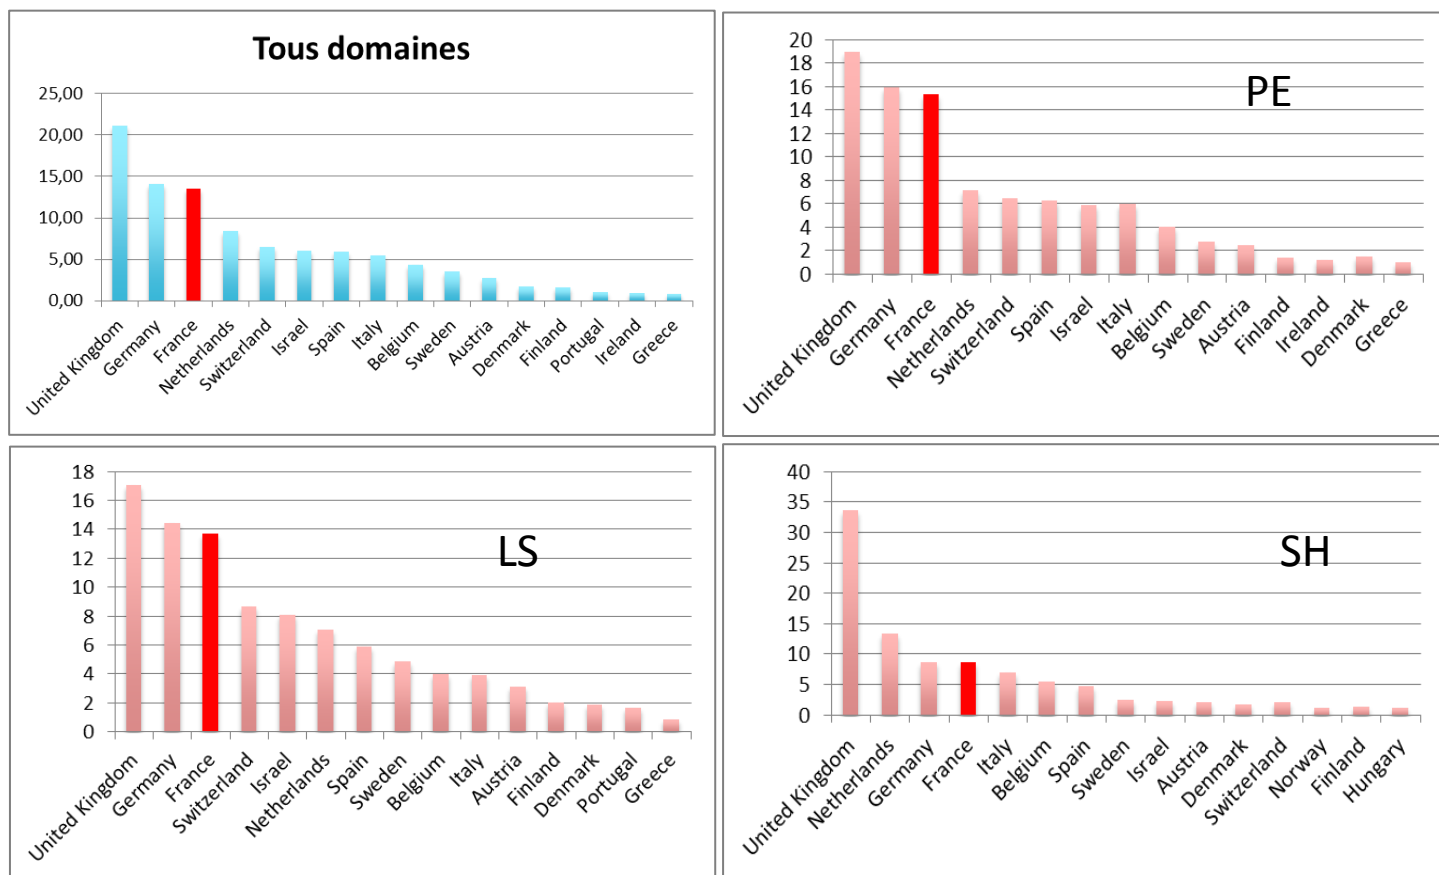 Tous domaines
25,00
20,00
15,00
10,00
5,00
0,00
United Kingdom
Germany
France
Netherlands
Switzerland
Israel
Spain
Italy
Belgium
Sweden
Austria
Denmark
Finland
Portugal
Ireland
Greece
PE
20
18
16
14
12
10
8
6
4
2
0
United Kingdom
Germany
France
Netherlands
Switzerland
Spain
Israel
Italy
Belgium
Sweden
Austria
Finland
Ireland
Denmark
Greece
LS
18
16
14
12
10
8
6
4
2
0
United Kingdom
Germany
France
Switzerland
Israel
Netherlands
Spain
Sweden
Belgium
Italy
Austria
Finland
Denmark
Portugal
Greece
SH
40
35
30
25
20
15
10
5
0
United Kingdom
Netherlands
Germany
France
Italy
Belgium
Spain
Sweden
Israel
Austria
Denmark
Switzerland
Norway
Finland
Hungary